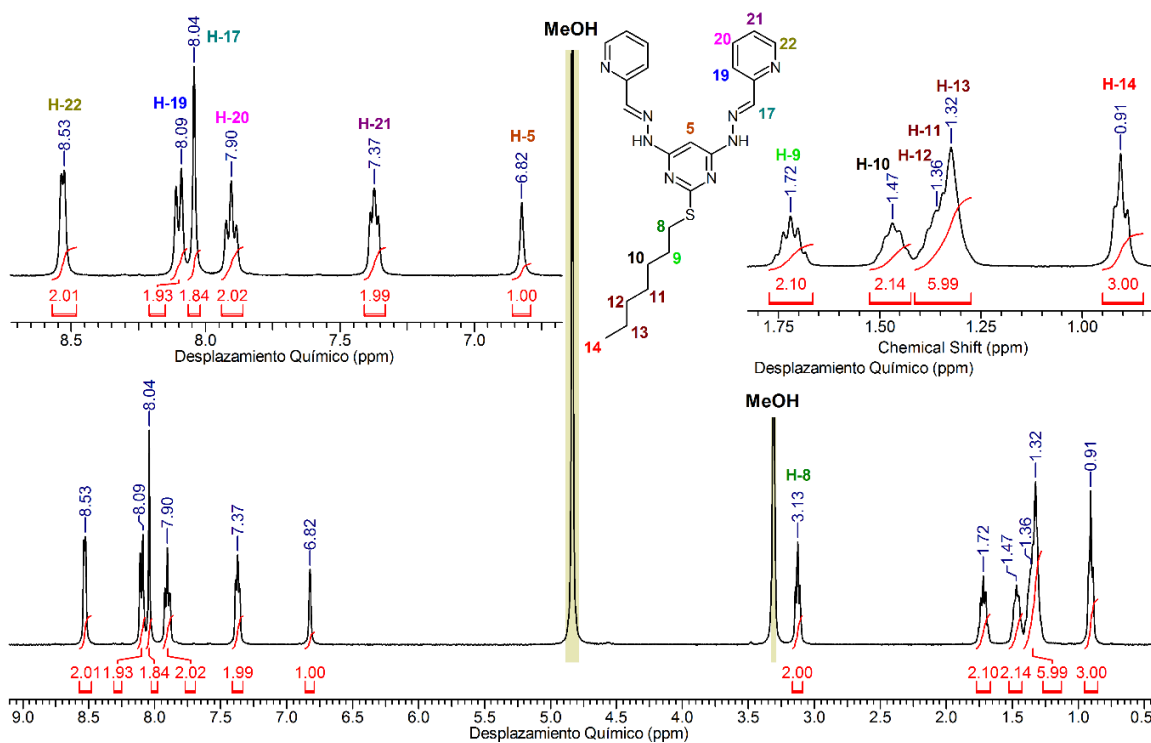 H-22
8.53
H-19
8.09
8.04
H-17
H-20
7.90
H-21
7.37
H-5
6.82
2.01
1.93
1.84
2.02
1.99
1.00
8.5
8.0
7.5
7.0
Desplazamiento Químico (ppm)
MeOH
21
20
22
19
N
N
N
N
17
NH
5
NH
N
N
S
8
9
10
11
12
13
14
H-9
1.72
H-10
1.47
H-11
H-12
1.36
H-13
1.32
H-14
0.91
2.10
2.14
5.99
3.00
1.75
1.50
1.25
1.00
Chemical Shift (ppm)
Desplazamiento Químico (ppm)
8.53
8.09
8.04
7.90
7.37
6.82
MeOH
H-8
3.13
1.72
1.47
1.36
1.32
0.91
2.01
1.93
1.84
2.02
1.99
1.00
2.00
2.10
2.14
5.99
3.00
9.0
8.5
8.0
7.5
7.0
6.5
6.0
5.5
5.0
4.5
4.0
3.5
3.0
2.5
2.0
1.5
1.0
0.5
Desplazamiento Químico (ppm)